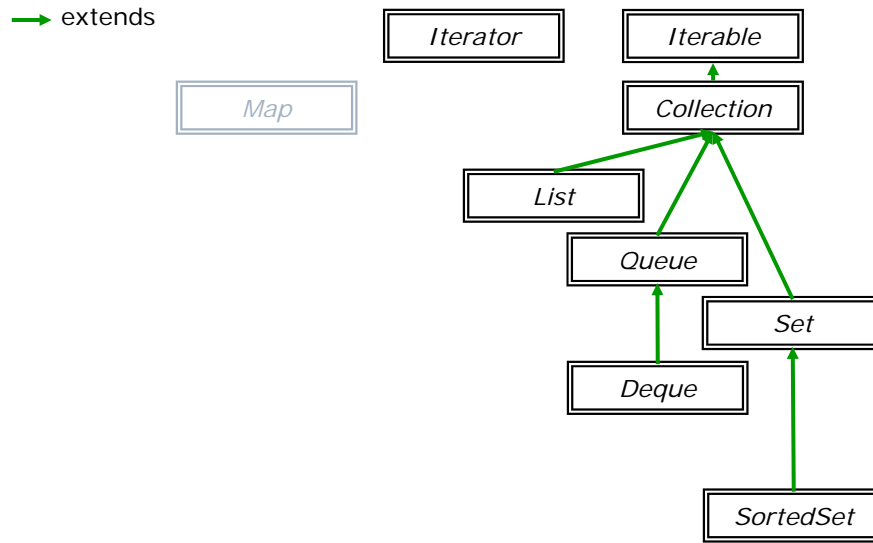 extends
Iterator
Iterable
Map
Collection
List
Queue
Set
Deque
SortedSet